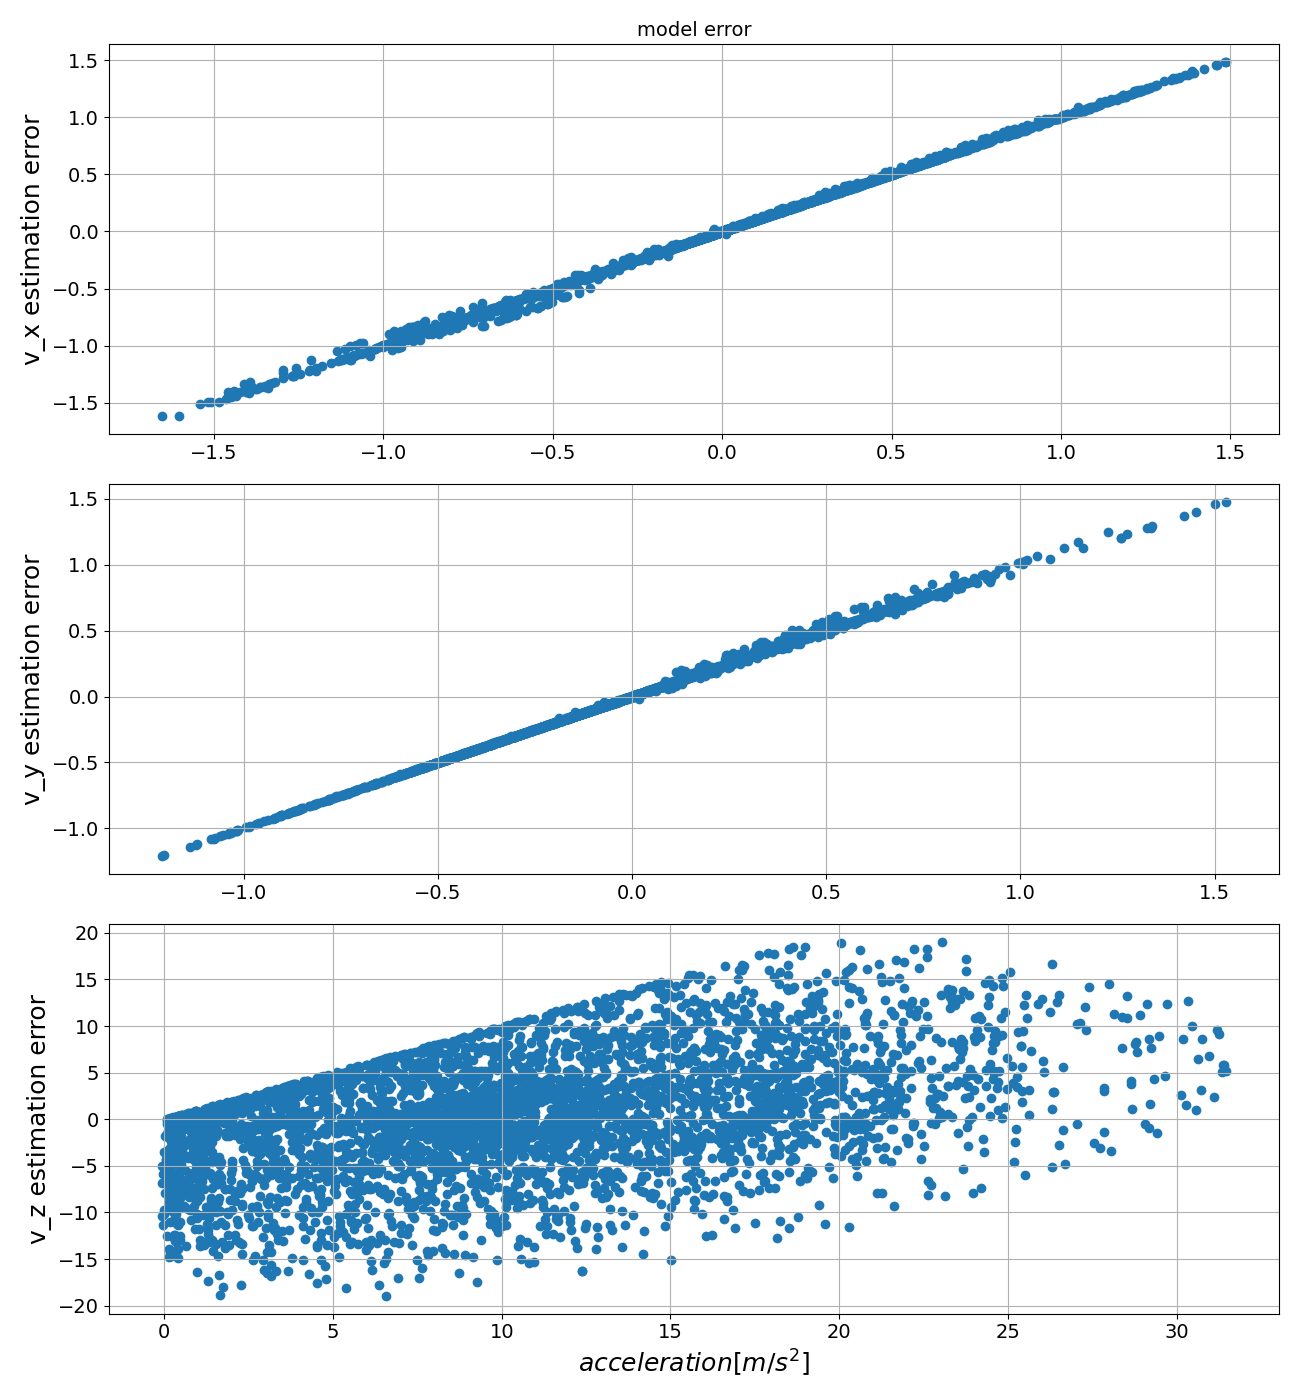 model error
v_x estimation error
1.5
1.0
0.5
0.0
−0.5
−1.0
−1.5
−1.5 −1.0 −0.5 0.0 0.5 1.0 1.5
v_y estimation error
1.5
1.0
0.5
0.0
−0.5
−1.0
−1.0 −0.5 0.0 0.5 1.0 1.5
v_z estimation error
20
15
10
5
0
−5
−10
−15
−20
0 5 10 15 20 25 30
acceleration[m/s²]